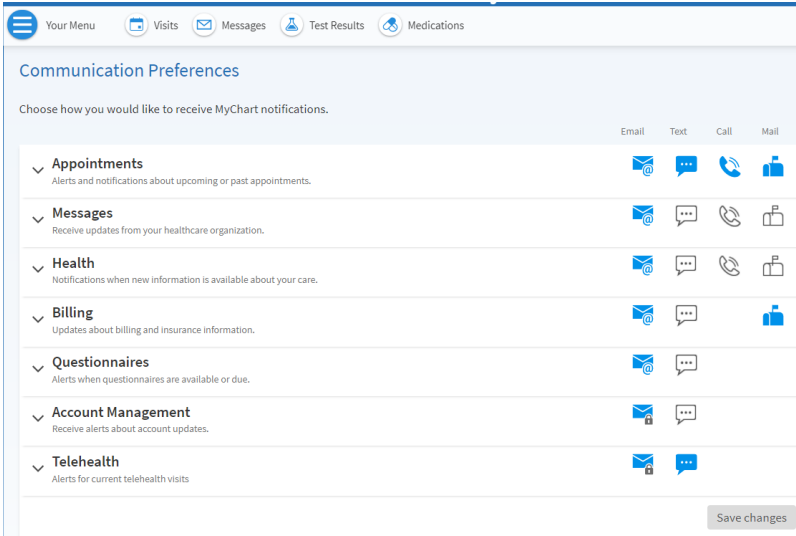 Your Menu Visits Messages Test Results Medications
Communication Preferences
Choose how you would like to receive MyChart notifications.
Email Text Call Mail
Appointments
Alerts and notifications about upcoming or past appointments.
Messages
Receive updates from your healthcare organization.
Health
Notifications when new information is available about your care.
Billing
Updates about billing and insurance information.
Questionnaires
Alerts when questionnaires are available or due.
Account Management
Receive alerts about account updates.
Telehealth
Alerts for current telehealth visits
Save changes